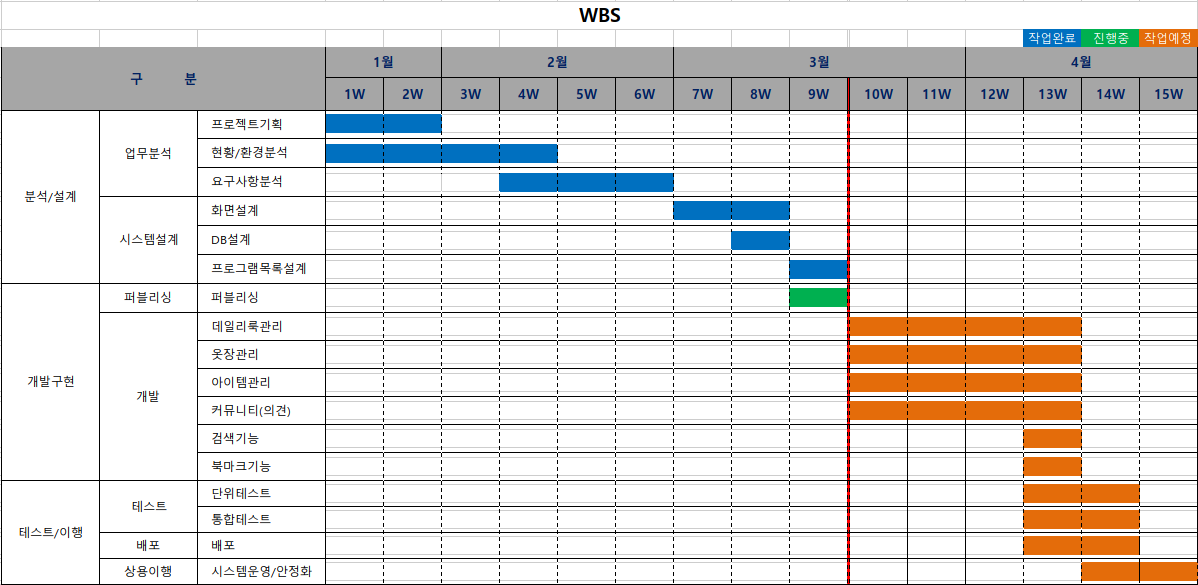 WBS
작업완료 진행중 작업예정
구 분 1월 2월 3월 4월
1W 2W 3W 4W 5W 6W 7W 8W 9W 10W 11W 12W 13W 14W 15W
분석/설계
업무분석
프로젝트기획
현황/환경분석
요구사항분석
시스템설계
화면설계
DB설계
프로그램목록설계
개발구현
퍼블리싱
퍼블리싱
개발
데일리룩관리
옷장관리
아이템관리
커뮤니티(의견)
검색기능
북마크기능
테스트/이행
테스트
단위테스트
통합테스트
배포
배포
상용이행
시스템운영/안정화